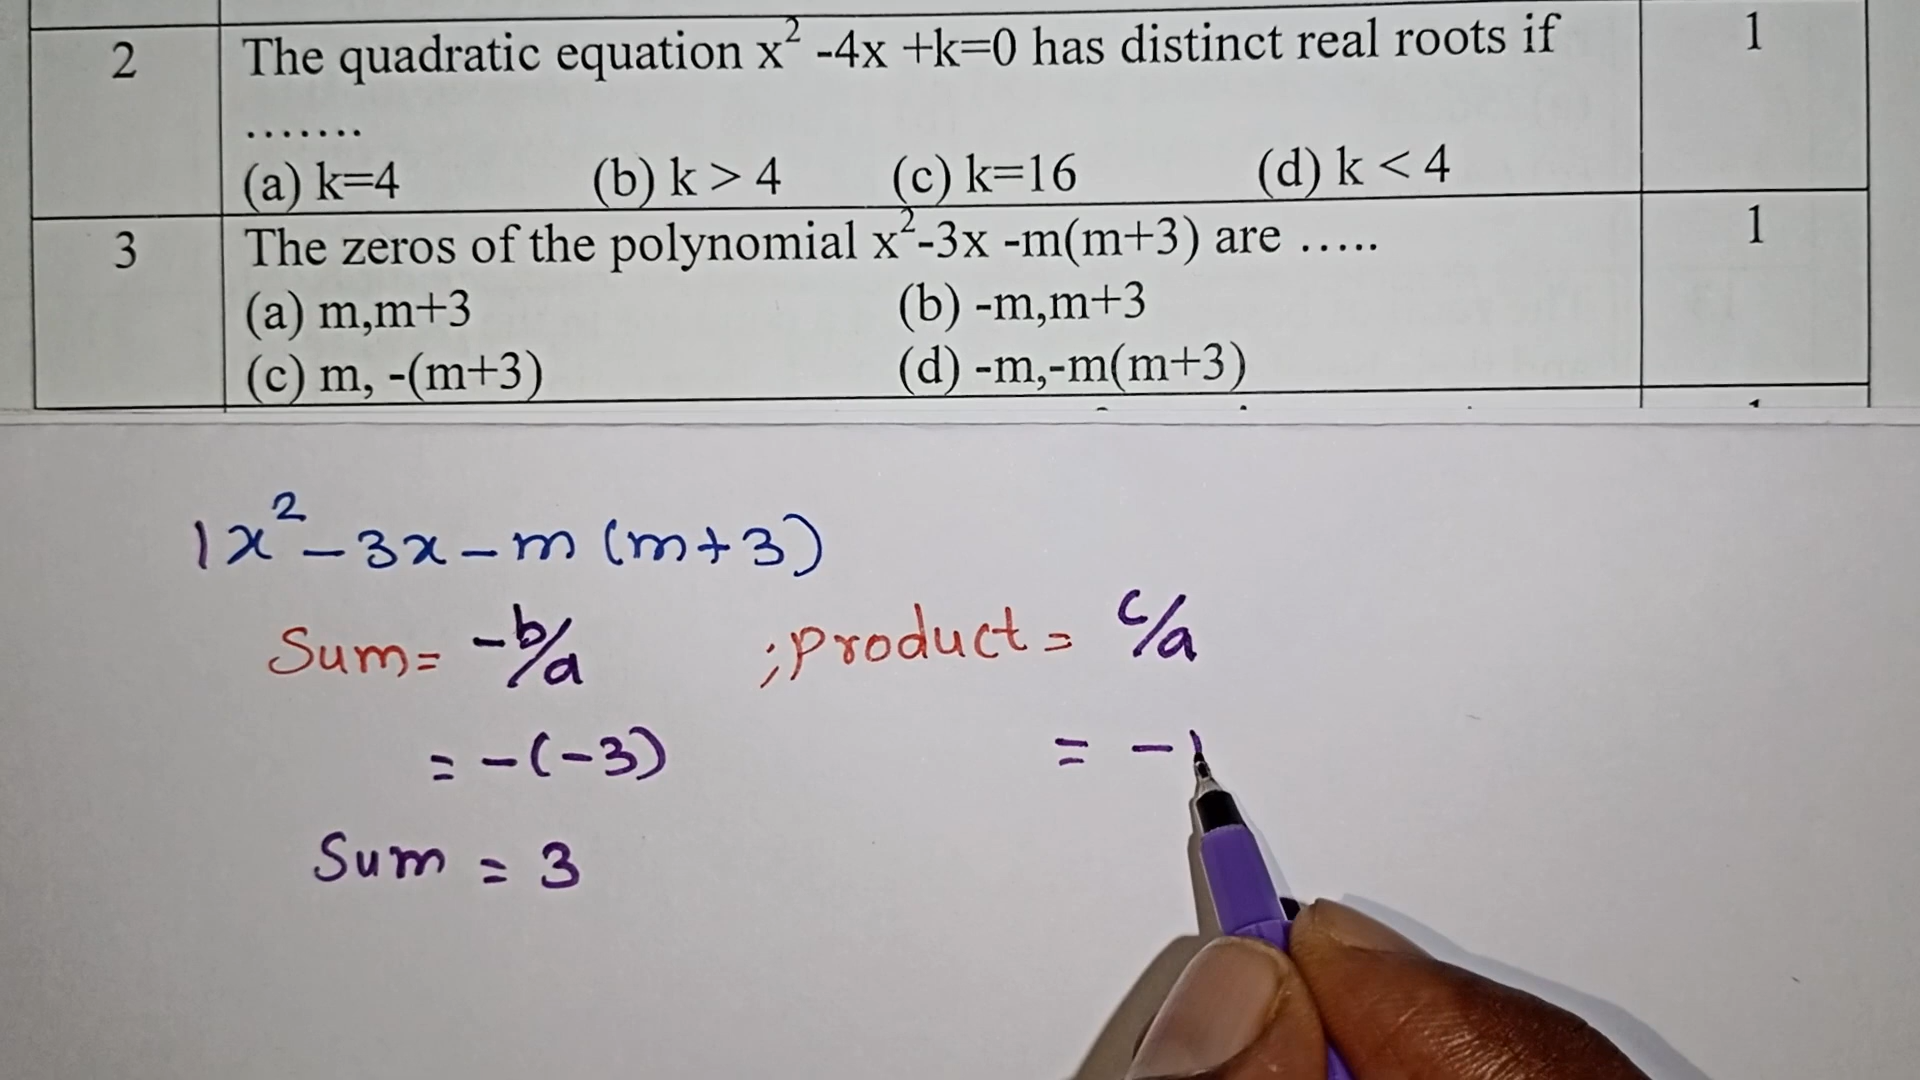 2 The quadratic equation x² -4x +k=0 has distinct real roots if 1
.......
(a) k=4 (b) k > 4 (c) k=16 (d) k < 4
3 The zeros of the polynomial x²-3x -m(m+3) are ..... 1
(a) m,m+3 (b) -m,m+3
(c) m, -(m+3) (d) -m,-m(m+3)
1x² - 3x - m (m+3)
Sum = -b/a ; product = c/a
= -(-3) = -
Sum = 3